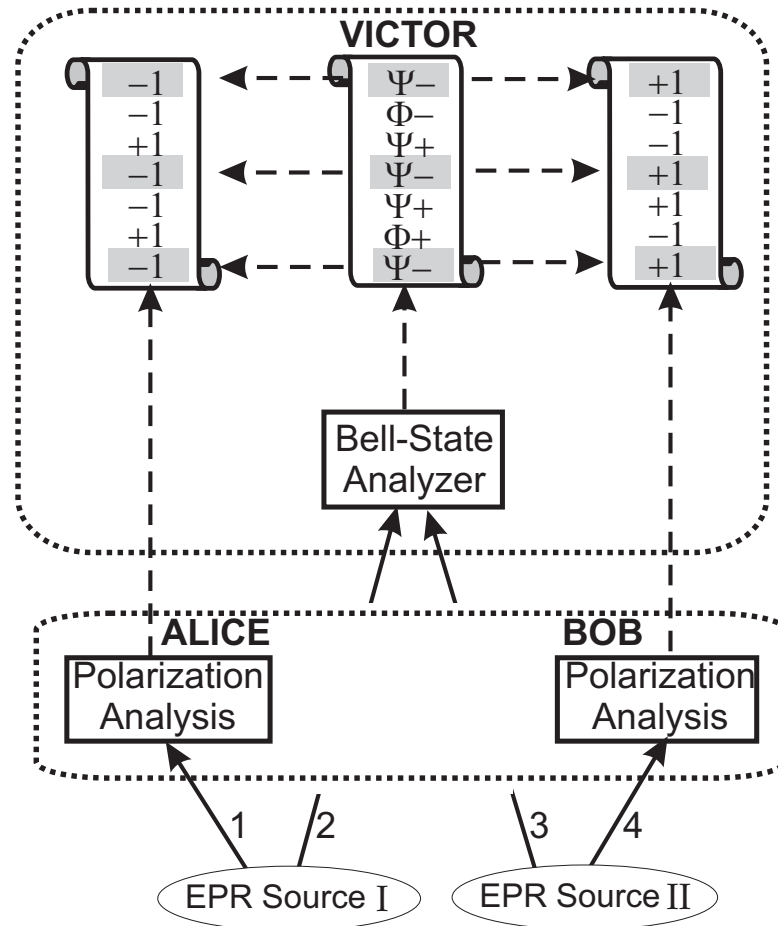 VICTOR
−1
−1
+1
−1
−1
+1
−1
Ψ−
Φ−
Ψ+
Ψ−
Ψ+
Φ+
Ψ−
+1
−1
−1
+1
+1
−1
+1
Bell-State
Analyzer
ALICE
BOB
Polarization
Analysis
Polarization
Analysis
1
2
3
4
EPR Source I
EPR Source II